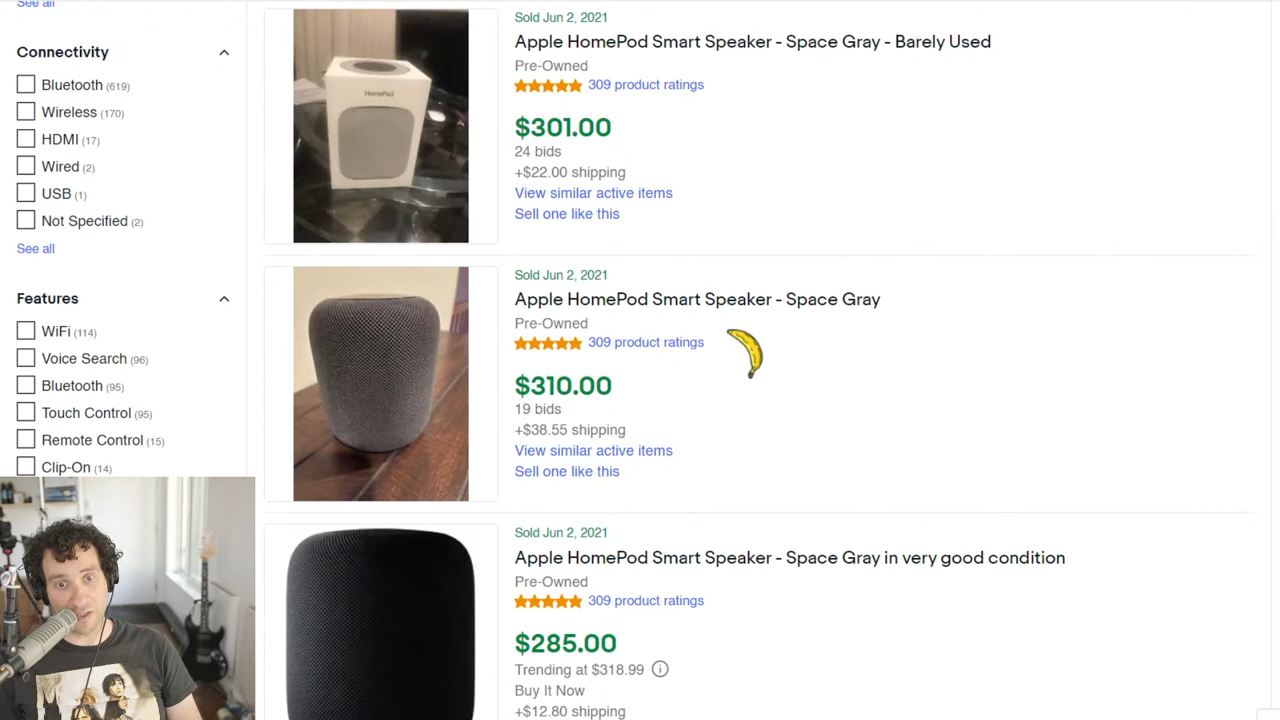 See all
Connectivity
Bluetooth (619)
Wireless (170)
HDMI (17)
Wired (2)
USB (1)
Not Specified (2)
See all
Features
WiFi (114)
Voice Search (96)
Bluetooth (95)
Touch Control (95)
Remote Control (15)
Clip-On (14)
HomePod
Sold Jun 2, 2021
Apple HomePod Smart Speaker - Space Gray - Barely Used
Pre-Owned
309 product ratings
$301.00
24 bids
+$22.00 shipping
View similar active items
Sell one like this
Sold Jun 2, 2021
Apple HomePod Smart Speaker - Space Gray
Pre-Owned
309 product ratings
$310.00
19 bids
+$38.55 shipping
View similar active items
Sell one like this
Sold Jun 2, 2021
Apple HomePod Smart Speaker - Space Gray in very good condition
Pre-Owned
309 product ratings
$285.00
Trending at $318.99
Buy It Now
+$12.80 shipping